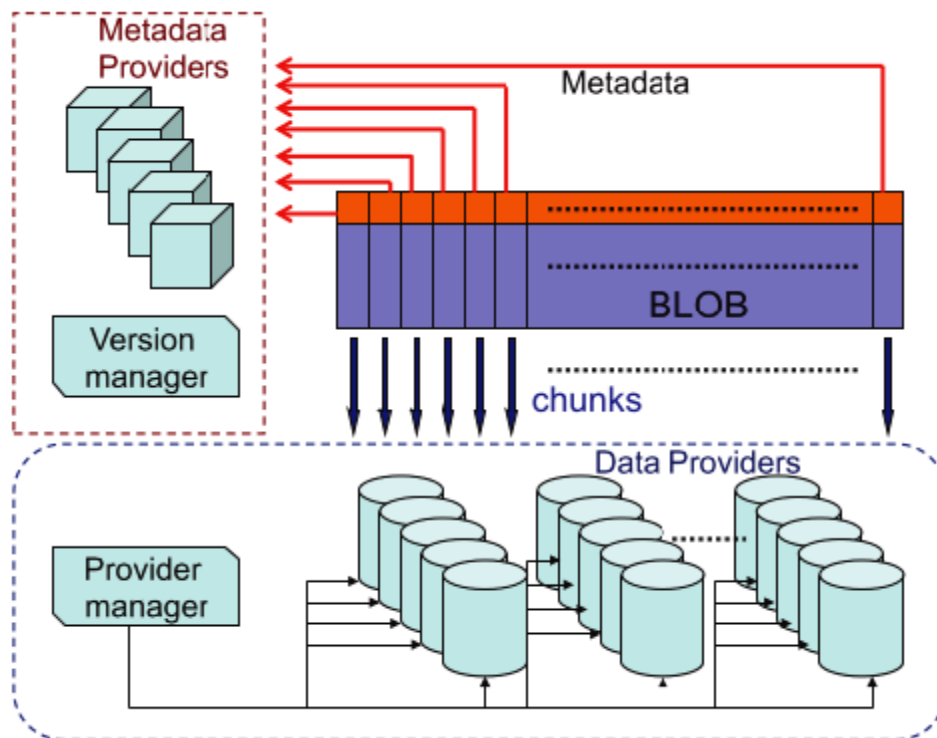 Metadata
Providers
Metadata
BLOB
Version
manager
chunks
Data Providers
Provider
manager